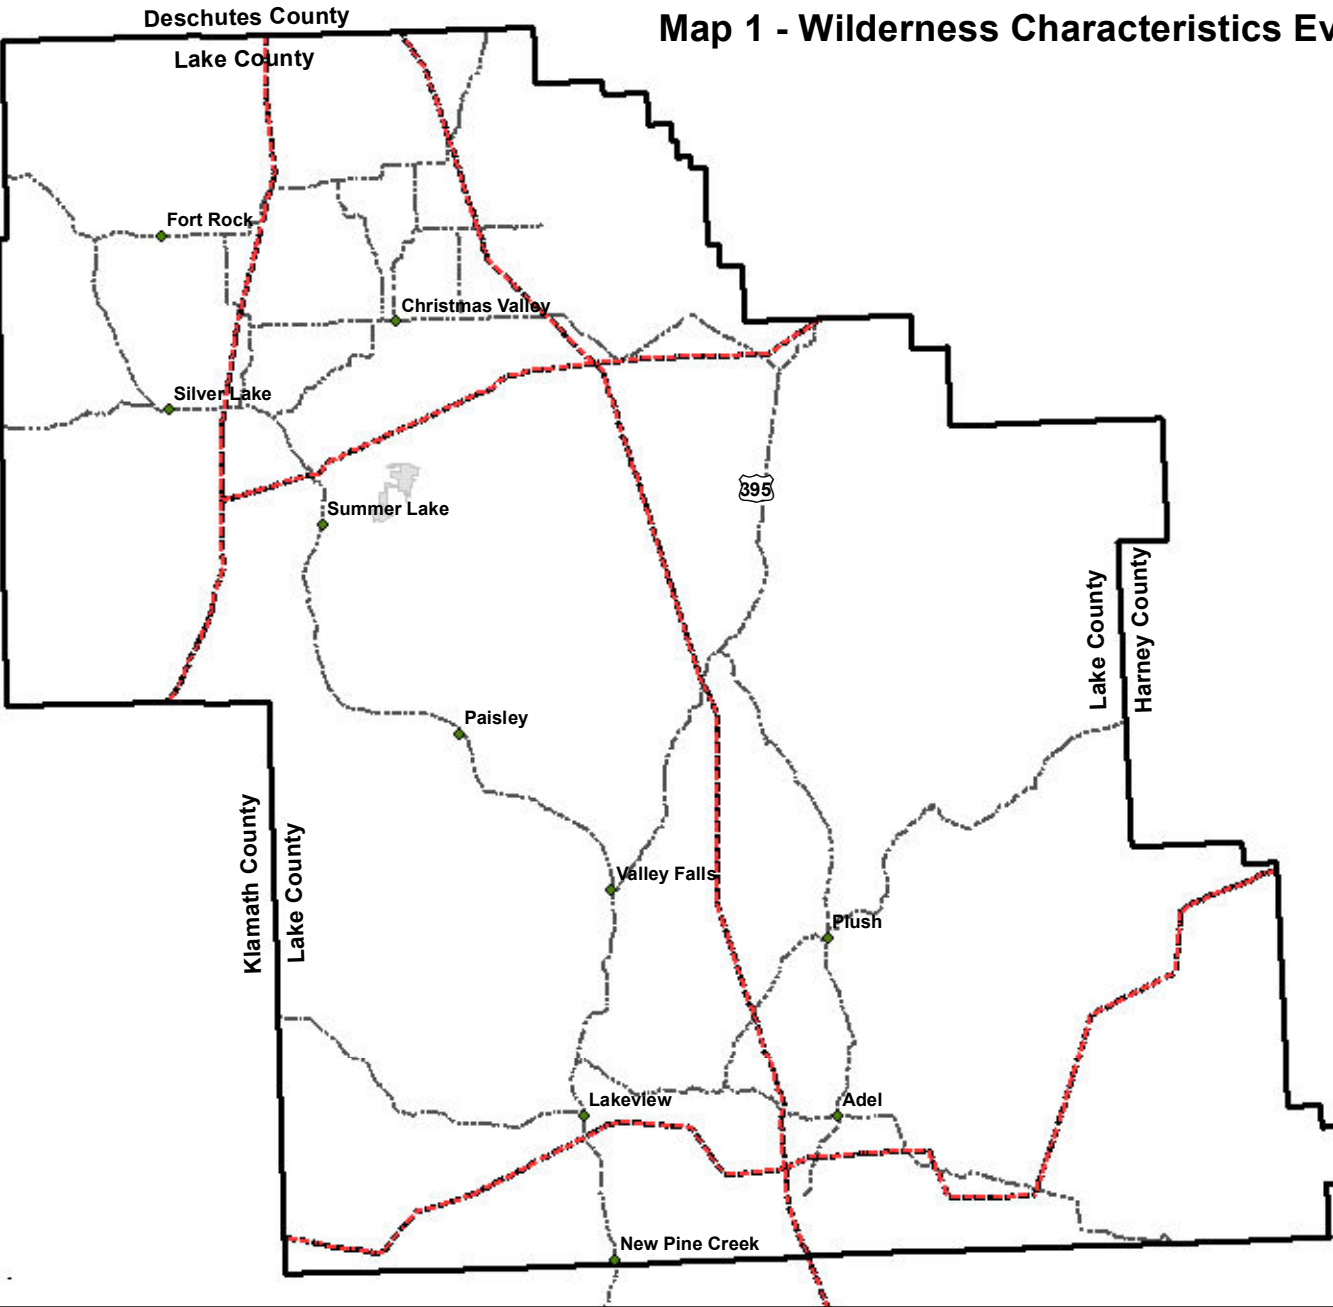 Deschutes County
Map 1 - Wilderness Characteristics Ev
Lake County
Fort Rock
Christmas Valley
Silver Lake
395
Summer Lake
Lake County
Harney County
Paisley
Klamath County
Lake County
Valley Falls
Plush
Lakeview
Adel
New Pine Creek